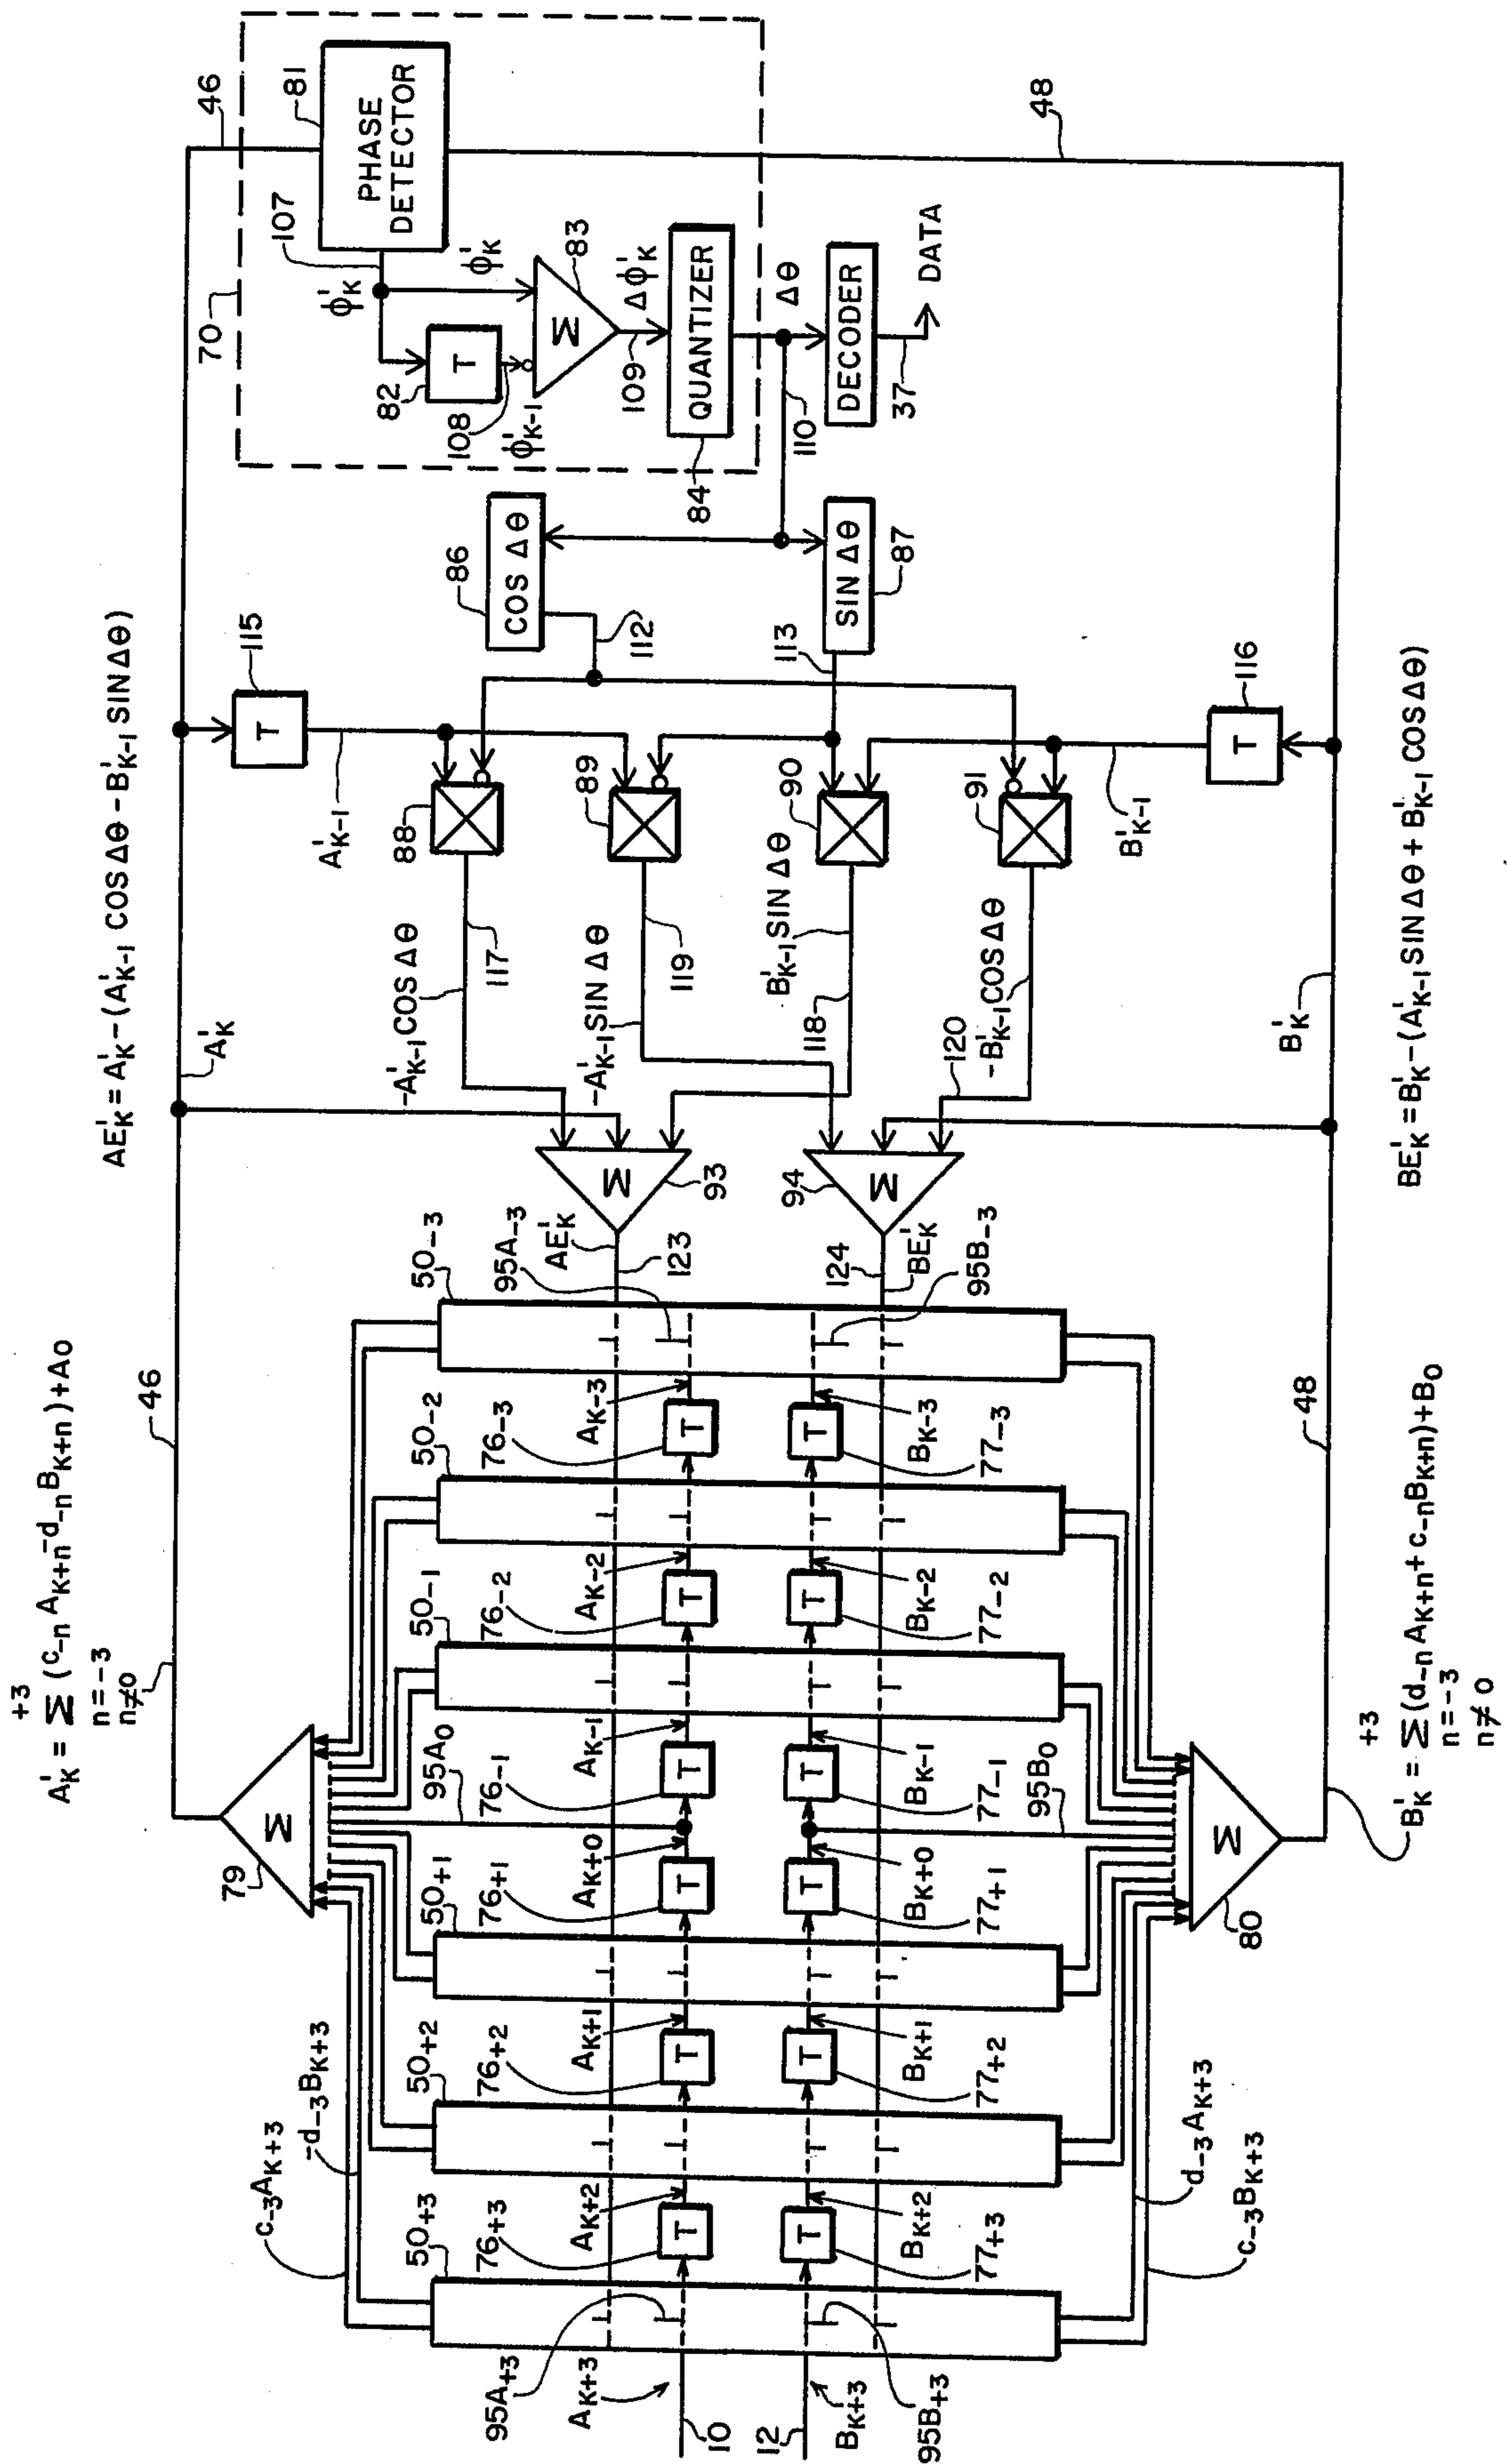 A'K = Σ (c-n AK+n - d-n BK+n) + A0
+3
n=-3
n≠0
46
AE'K = A'K - (A'K-1 COS Δθ - B'K-1 SIN Δθ)
A'K
115
T
A'K-1
46
70
81
PHASE DETECTOR
107
ϕ'K
ϕ'K
82
T
108
ϕ'K-1
Σ
83
109
Δϕ'K
84
QUANTIZER
Δθ
110
DECODER
37
DATA
48
86
COS Δθ
112
113
SIN Δθ
87
88
89
90
91
-A'K-1 COS Δθ
117
-A'K-1 SIN Δθ
119
B'K-1 SIN Δθ
118
-B'K-1 COS Δθ
120
B'K-1
T
116
B'K
BE'K = B'K - (A'K-1 SIN Δθ + B'K-1 COS Δθ)
Σ
93
Σ
94
AE'K
123
124
BE'K
79
Σ
c-3 AK+3
-d-3 BK+3
50+3
50+2
50+1
50-1
50-2
50-3
95A+3
76+3
76+2
76+1
95A0
76-1
76-2
76-3
95A-3
AK+3
AK+2
AK+1
AK+0
AK-1
AK-2
AK-3
10
T
T
T
T
T
T
12
T
T
T
T
T
T
BK+3
BK+2
BK+1
BK+0
BK-1
BK-2
BK-3
95B+3
77+3
77+2
77+1
95B0
77-1
77-2
77-3
95B-3
d-3 AK+3
c-3 BK+3
Σ
80
48
B'K = Σ (d-n AK+n + c-n BK+n) + B0
+3
n=-3
n≠0